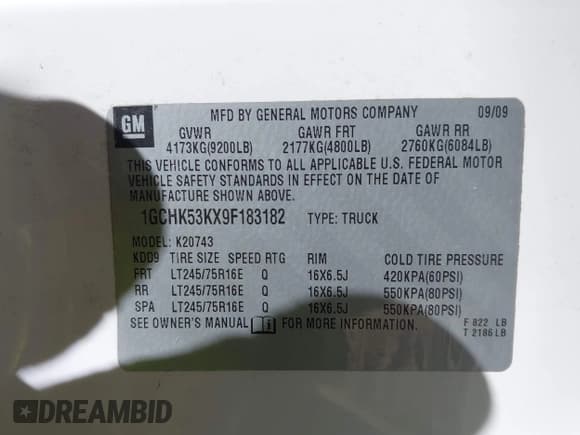 GM
MFD BY GENERAL MOTORS COMPANY 09/09
GVWR GAWR FRT GAWR RR
4173KG(9200LB) 2177KG(4800LB) 2760KG(6084LB)
THIS VEHICLE CONFORMS TO ALL APPLICABLE U.S. FEDERAL MOTOR
VEHICLE SAFETY STANDARDS IN EFFECT ON THE DATE OF
MANUFACTURE SHOWN ABOVE.
1GCHK53KX9F183182 TYPE: TRUCK
MODEL: K20743
KDD9 TIRE SIZE SPEED RTG RIM COLD TIRE PRESSURE
FRT LT245/75R16E Q 16X6.5J 420KPA(60PSI)
RR LT245/75R16E Q 16X6.5J 550KPA(80PSI)
SPA LT245/75R16E Q 16X6.5J 550KPA(80PSI)
SEE OWNER'S MANUAL FOR MORE INFORMATION. F 822 LB
T 2186 LB
DREAMBID